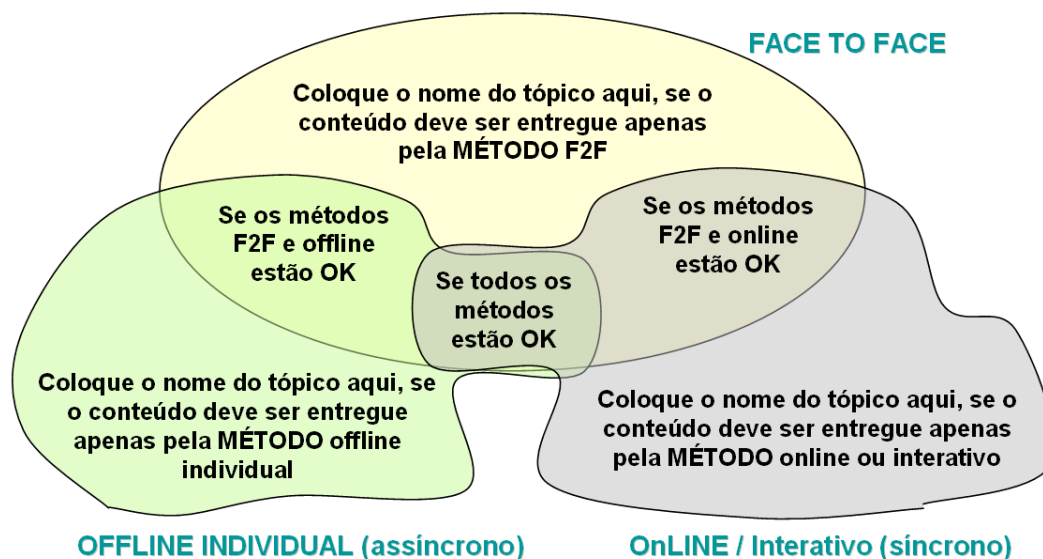 FACE TO FACE
Coloque o nome do tópico aqui, se o
conteúdo deve ser entregue apenas
pela MÉTODO F2F
Se os métodos
F2F e offline
estão OK
Se os métodos
F2F e online
estão OK
Se todos os
métodos
estão OK
Coloque o nome do tópico aqui, se
o conteúdo deve ser entregue
apenas pela MÉTODO offline
individual
Coloque o nome do tópico aqui, se o
conteúdo deve ser entregue apenas
pela MÉTODO online ou interativo
OFFLINE INDIVIDUAL (assíncrono)
OnLINE / Interativo (síncrono)